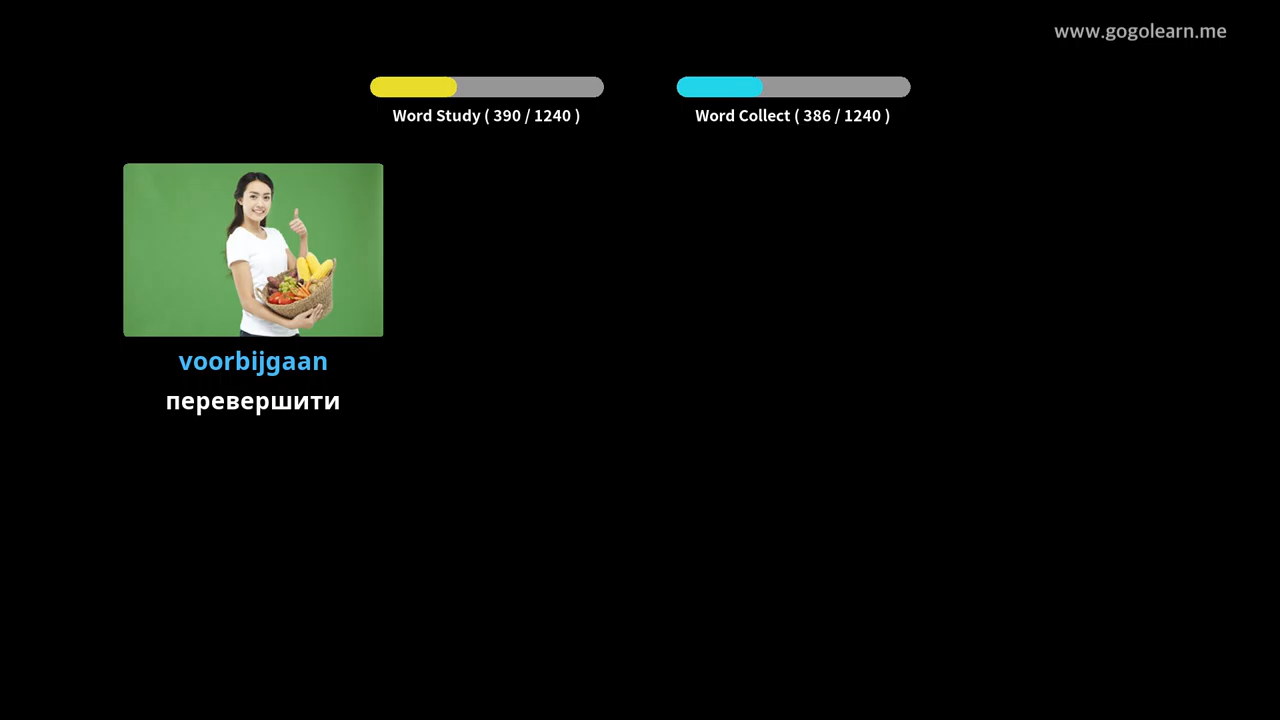 www.gogolearn.me
Word Study ( 390 / 1240 )
Word Collect ( 386 / 1240 )
voorbijgaan
перевершити